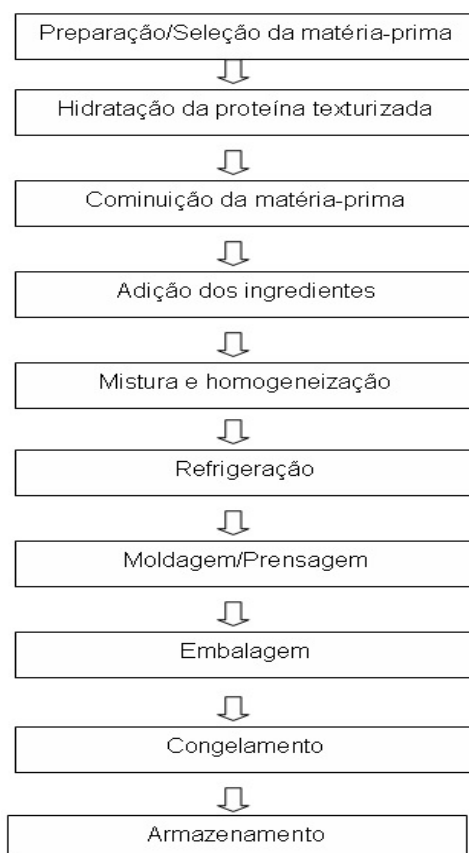 Preparação/Seleção da matéria-prima
Hidratação da proteína texturizada
Cominuição da matéria-prima
Adição dos ingredientes
Mistura e homogeneização
Refrigeração
Moldagem/Prensagem
Embalagem
Congelamento
Armazenamento